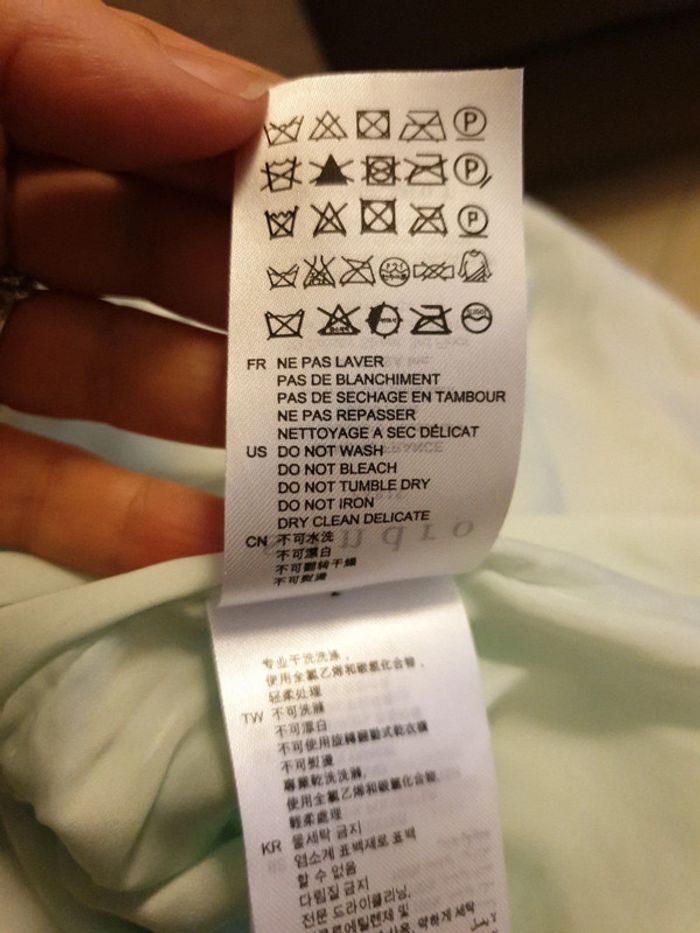 P
P
P
FR NE PAS LAVER
PAS DE BLANCHIMENT
PAS DE SECHAGE EN TAMBOUR
NE PAS REPASSER
NETTOYAGE A SEC DÉLICAT
US DO NOT WASH
DO NOT BLEACH
DO NOT TUMBLE DRY
DO NOT IRON
DRY CLEAN DELICATE
CN 不可水洗
不可漂白
不可翻转干燥
不可熨烫
专业干洗洗涤,
使用全氯乙烯和碳氢化合物,
轻柔处理
TW 不可洗滌
不可漂白
不可使用旋轉翻動式乾衣機
不可熨燙
專業乾洗洗滌,
使用全氯乙烯和碳氫化合物,
輕柔處理
KR 물세탁 금지
염소계 표백제로 표백
할 수 없음
다림질 금지
전문 드라이클리닝,
약하게 세탁